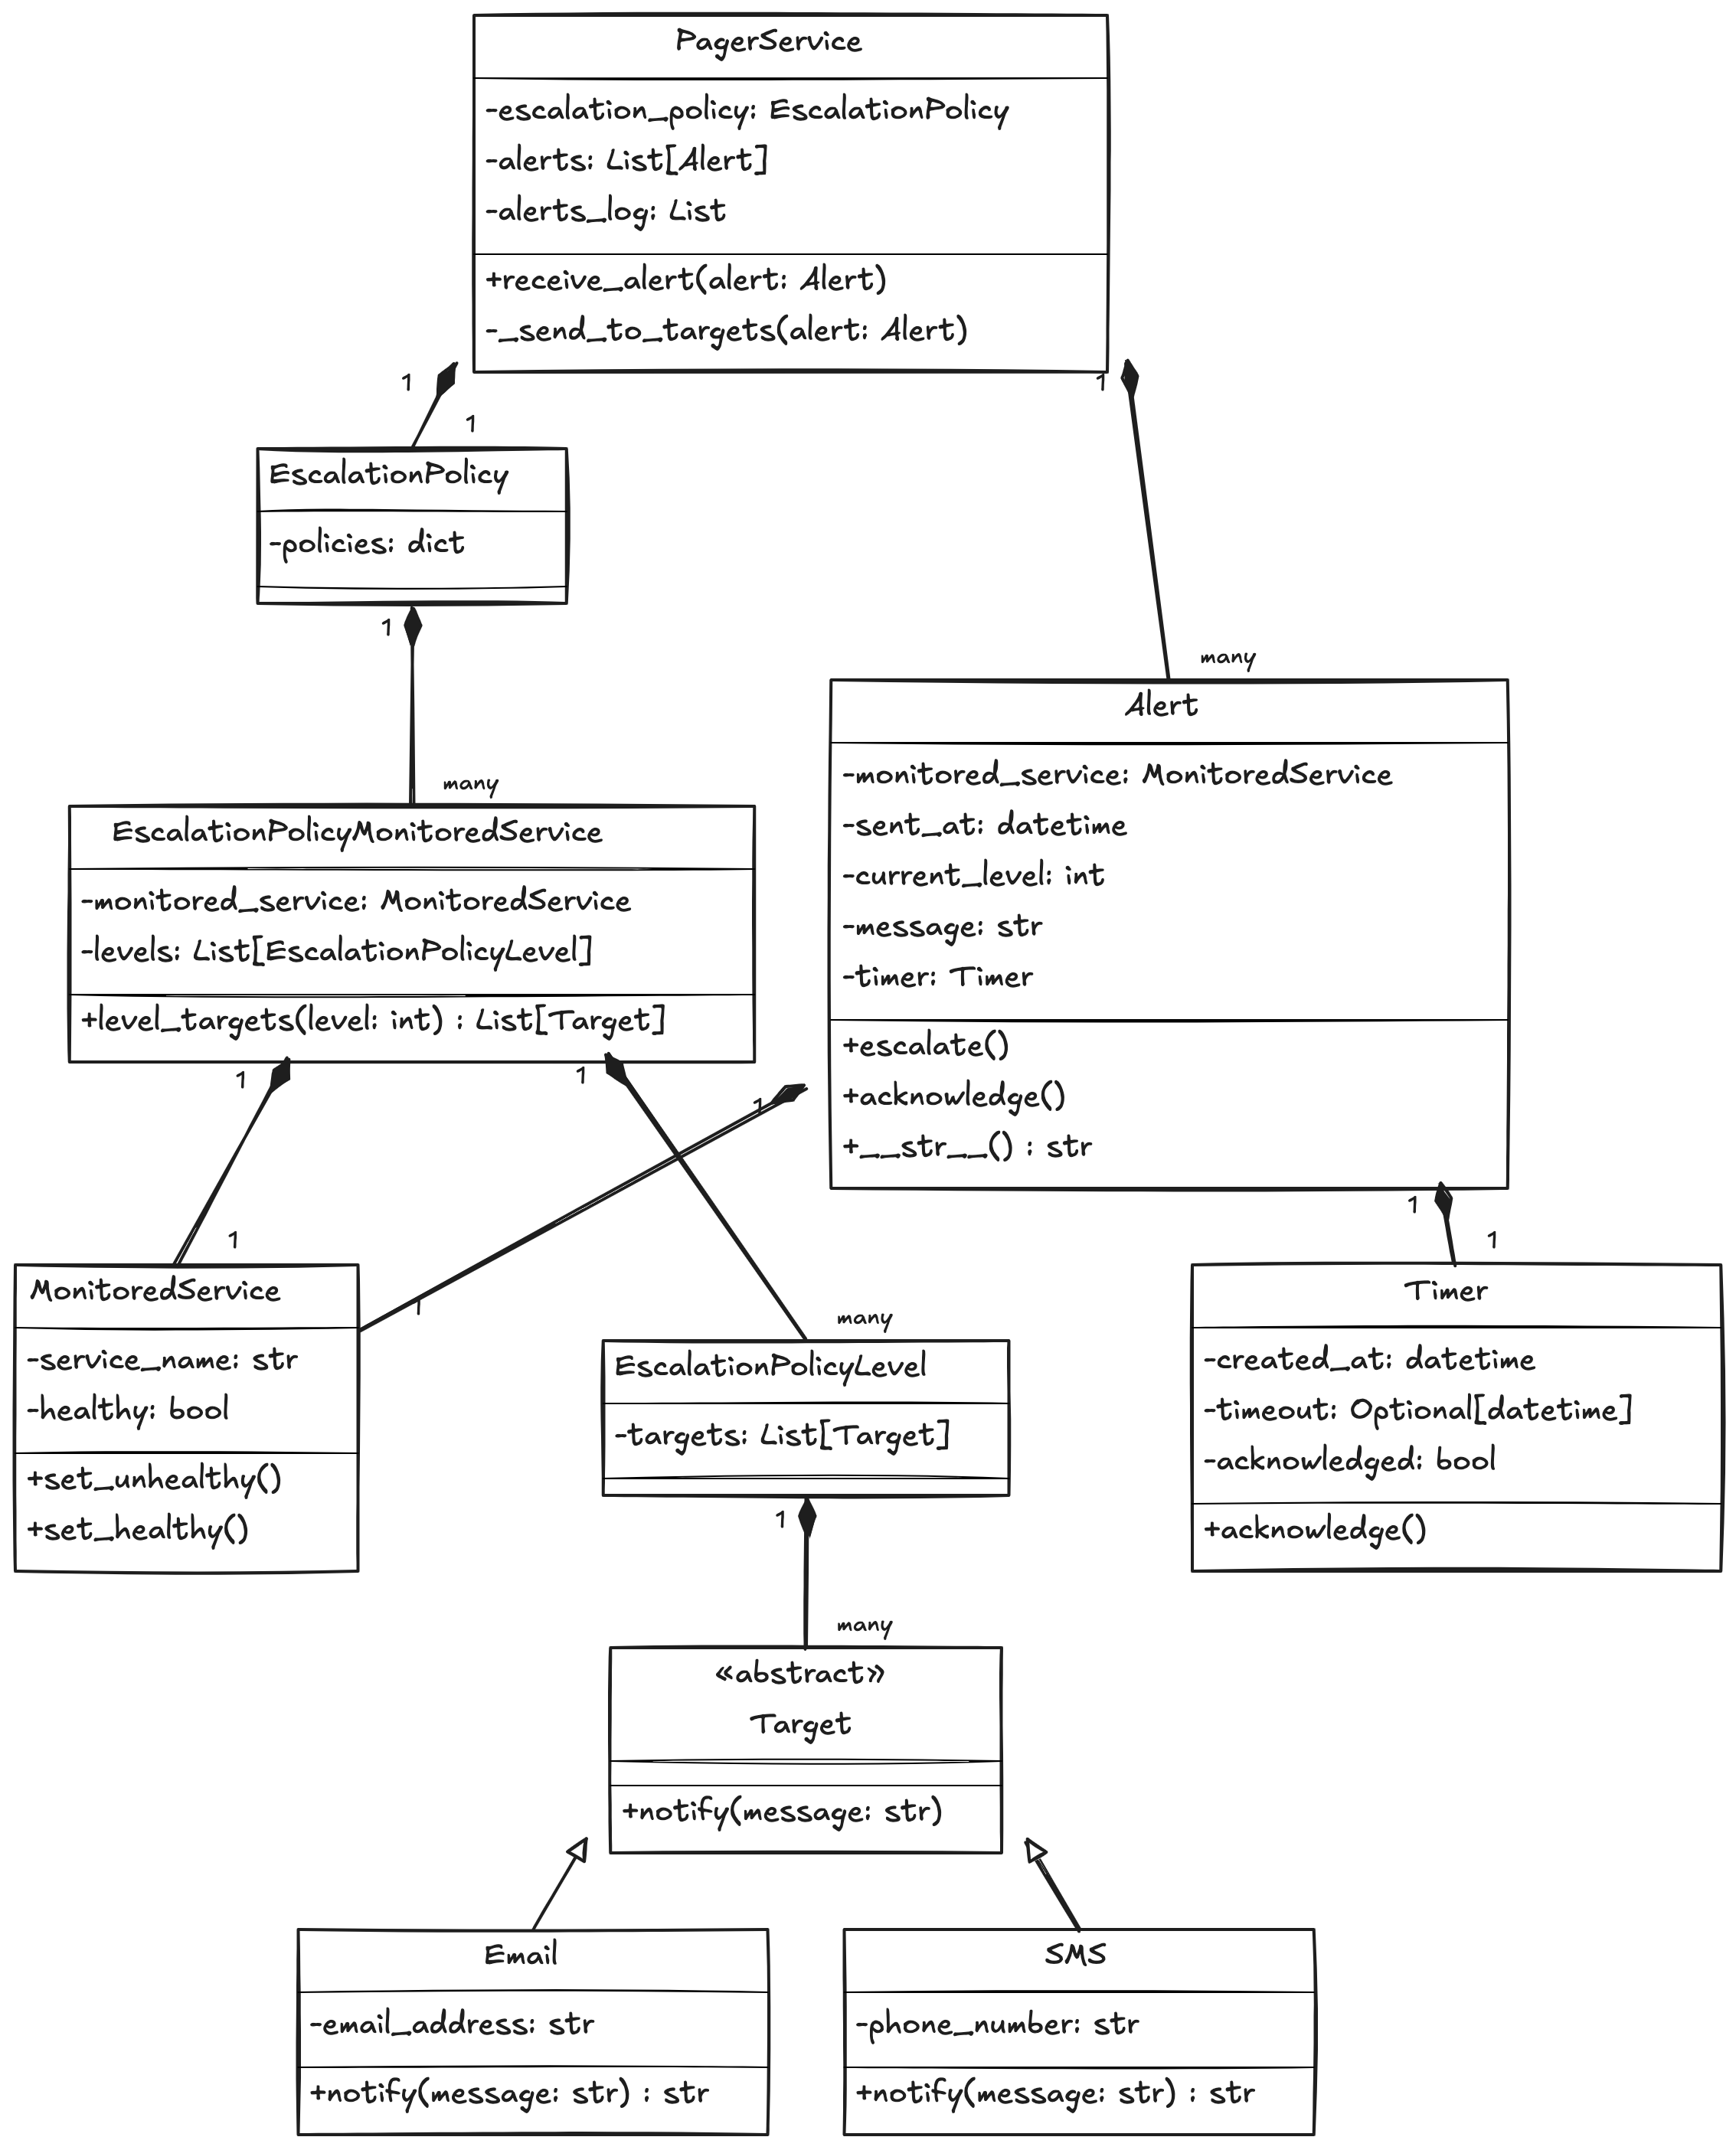 PagerService
-escalation_policy: EscalationPolicy
-alerts: List[Alert]
-alerts_log: List
+receive_alert(alert: Alert)
-_send_to_targets(alert: Alert)
1
1
1
EscalationPolicy
-policies: dict
1
many
many
Alert
-monitored_service: MonitoredService
-sent_at: datetime
-current_level: int
-message: str
-timer: Timer
+escalate()
+acknowledge()
+__str__() : str
EscalationPolicyMonitoredService
-monitored_service: MonitoredService
-levels: List[EscalationPolicyLevel]
+level_targets(level: int) : List[Target]
1
1
1
1
1
1
1
many
MonitoredService
-service_name: str
-healthy: bool
+set_unhealthy()
+set_healthy()
EscalationPolicyLevel
-targets: List[Target]
Timer
-created_at: datetime
-timeout: Optional[datetime]
-acknowledged: bool
+acknowledge()
1
many
«abstract»
Target
+notify(message: str)
Email
-email_address: str
+notify(message: str) : str
SMS
-phone_number: str
+notify(message: str) : str